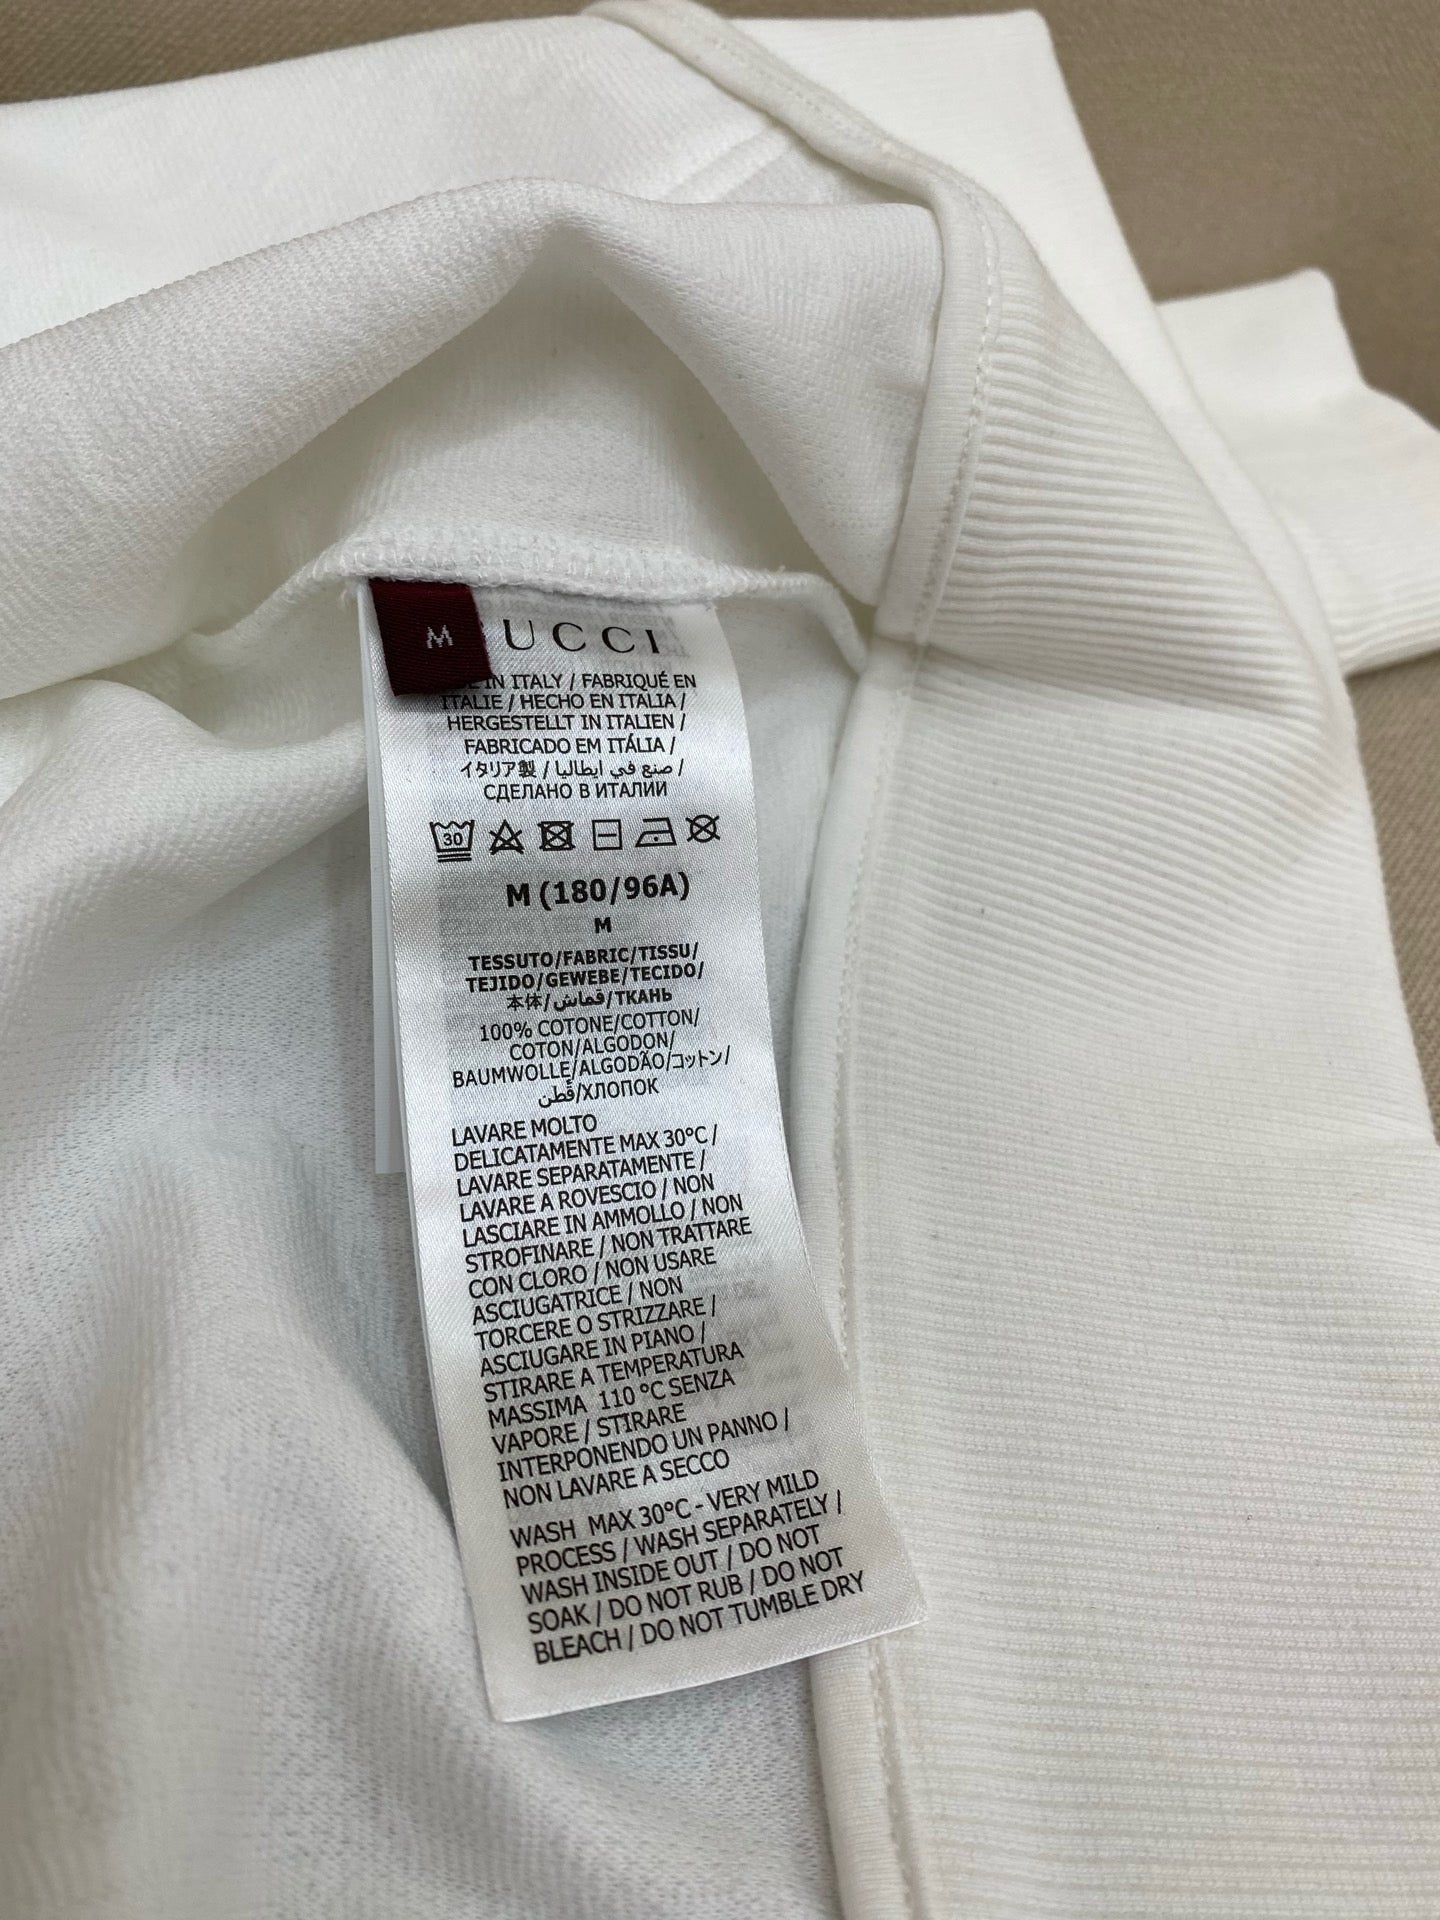 M
UCCI
IN ITALY / FABRIQUÉ EN
ITALIE / HECHO EN ITALIA /
HERGESTELLT IN ITALIEN /
FABRICADO EM ITÁLIA /
イタリア製 / صنع في ايطاليا /
СДЕЛАНО В ИТАЛИИ
30
M (180/96A)
M
TESSUTO/FABRIC/TISSU/
TEJIDO/GEWEBE/TECIDO/
本体/قماش/ТКАНЬ
100% COTONE/COTTON/
COTON/ALGODON/
BAUMWOLLE/ALGODÃO/コットン/
قُطن/ХЛОПОК
LAVARE MOLTO
DELICATAMENTE MAX 30°C /
LAVARE SEPARATAMENTE /
LAVARE A ROVESCIO / NON
LASCIARE IN AMMOLLO / NON
STROFINARE / NON TRATTARE
CON CLORO / NON USARE
ASCIUGATRICE / NON
TORCERE O STRIZZARE /
ASCIUGARE IN PIANO /
STIRARE A TEMPERATURA
MASSIMA 110 °C SENZA
VAPORE / STIRARE
INTERPONENDO UN PANNO /
NON LAVARE A SECCO
WASH MAX 30°C - VERY MILD
PROCESS / WASH SEPARATELY /
WASH INSIDE OUT / DO NOT
SOAK / DO NOT RUB / DO NOT
BLEACH / DO NOT TUMBLE DRY